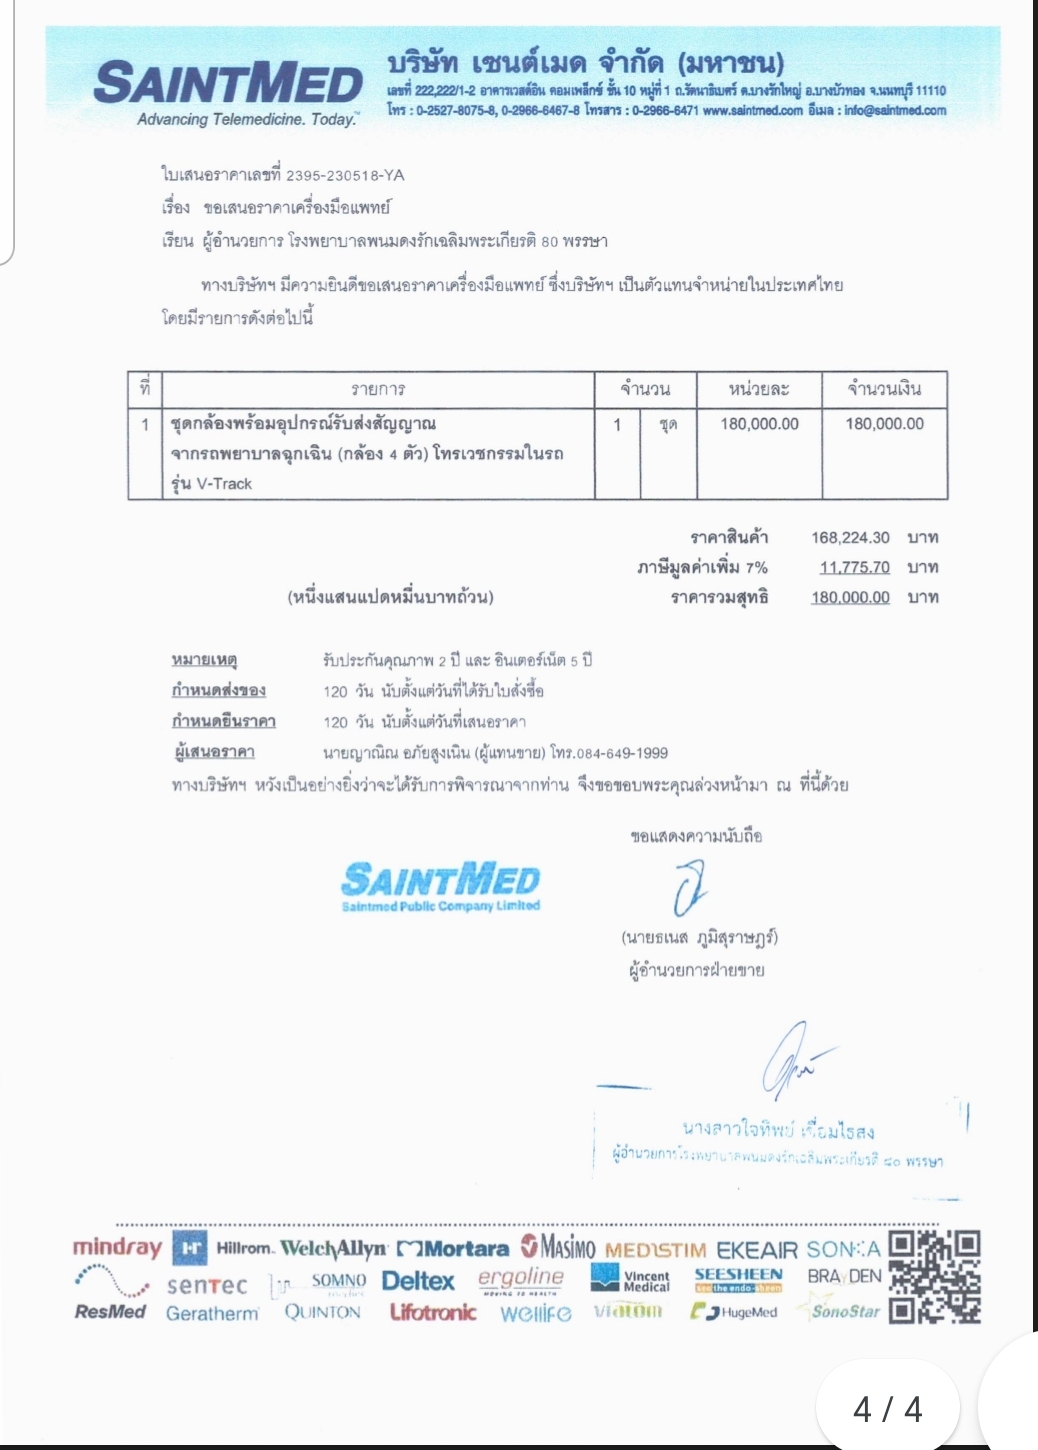 SAINTMED
Advancing Telemedicine. Today.™
บริษัท เซนต์เมด จำกัด (มหาชน)
เลขที่ 222,222/1-2 อาคารเวสต์อิน คอมเพล็กซ์ ชั้น 10 หมู่ที่ 1 ถ.รัตนาธิเบศร์ ต.บางรักใหญ่ อ.บางบัวทอง จ.นนทบุรี 11110
โทร : 0-2527-8075-8, 0-2966-6467-8 โทรสาร : 0-2966-6471 www.saintmed.com อีเมล : info@saintmed.com
ใบเสนอราคาเลขที่ 2395-230518-YA
เรื่อง ขอเสนอราคาเครื่องมือแพทย์
เรียน ผู้อำนวยการ โรงพยาบาลพนมดงรักเฉลิมพระเกียรติ 80 พรรษา
ทางบริษัทฯ มีความยินดีขอเสนอราคาเครื่องมือแพทย์ ซึ่งบริษัทฯ เป็นตัวแทนจำหน่ายในประเทศไทย
โดยมีรายการดังต่อไปนี้
ที่ รายการ จำนวน หน่วยละ จำนวนเงิน
1 ชุดกล้องพร้อมอุปกรณ์รับส่งสัญญาณ 1 ชุด 180,000.00 180,000.00
จากรถพยาบาลฉุกเฉิน (กล้อง 4 ตัว) โทรเวชกรรมในรถ
รุ่น V-Track
ราคาสินค้า 168,224.30 บาท
ภาษีมูลค่าเพิ่ม 7% 11,775.70 บาท
(หนึ่งแสนแปดหมื่นบาทถ้วน) ราคารวมสุทธิ 180,000.00 บาท
หมายเหตุ รับประกันคุณภาพ 2 ปี และ อินเตอร์เน็ต 5 ปี
กำหนดส่งของ 120 วัน นับตั้งแต่วันที่ได้รับใบสั่งซื้อ
กำหนดยืนราคา 120 วัน นับตั้งแต่วันที่เสนอราคา
ผู้เสนอราคา นายญาณิณ อภัยสูงเนิน (ผู้แทนขาย) โทร.084-649-1999
ทางบริษัทฯ หวังเป็นอย่างยิ่งว่าจะได้รับการพิจารณาจากท่าน จึงขอขอบพระคุณล่วงหน้ามา ณ ที่นี้ด้วย
ขอแสดงความนับถือ
SAINTMED
Saintmed Public Company Limited
(นายธเนส ภูมิสุราษฎร์)
ผู้อำนวยการฝ่ายขาย
นางสาวใจทิพย์ เชื่อมไธสง
ผู้อำนวยการโรงพยาบาลพนมดงรักเฉลิมพระเกียรติ ๘๐ พรรษา
mindray Hillrom. WelchAllyn Mortara Masimo MEDISTIM EKEAIR
senTec SOMNO Deltex ergoline Vincent Medical SEESHEEN see the endo-sheen BRAYDEN
ResMed Geratherm QUINTON Lifotronic wellife viatom HugeMed SonoStar
4 / 4